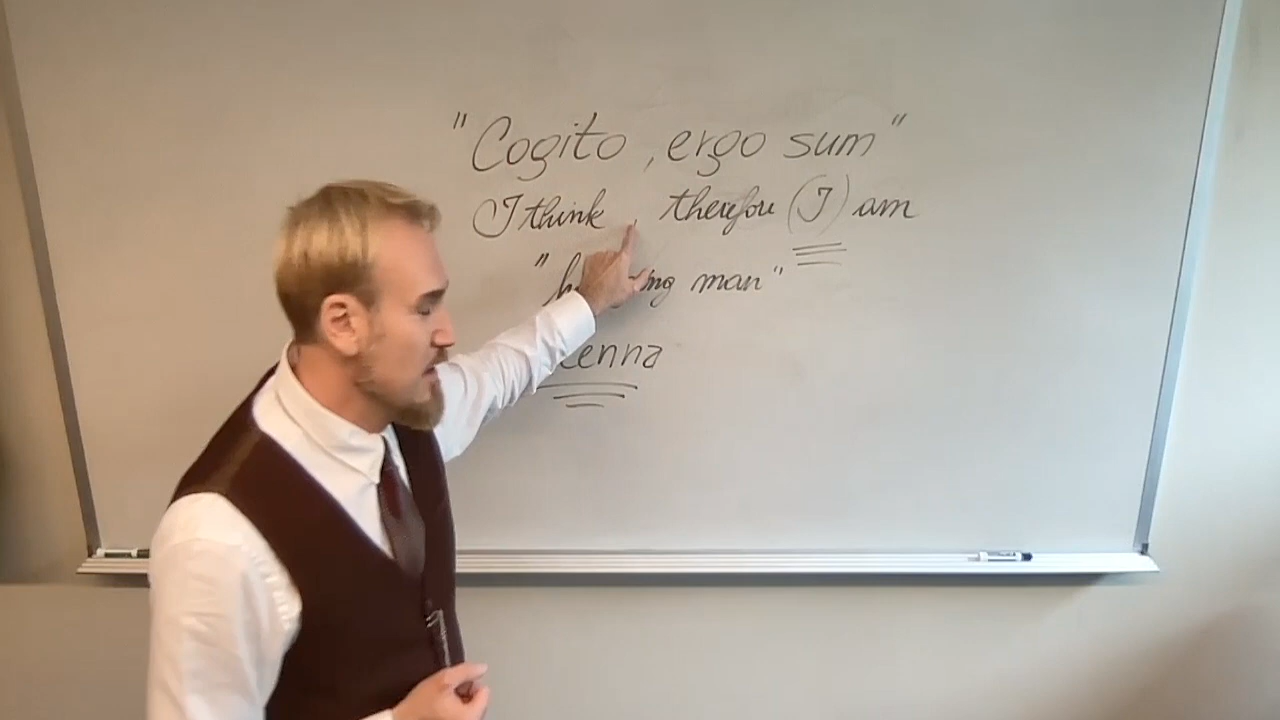 "Cogito, ergo sum"
I think, therefore (I) am
man"